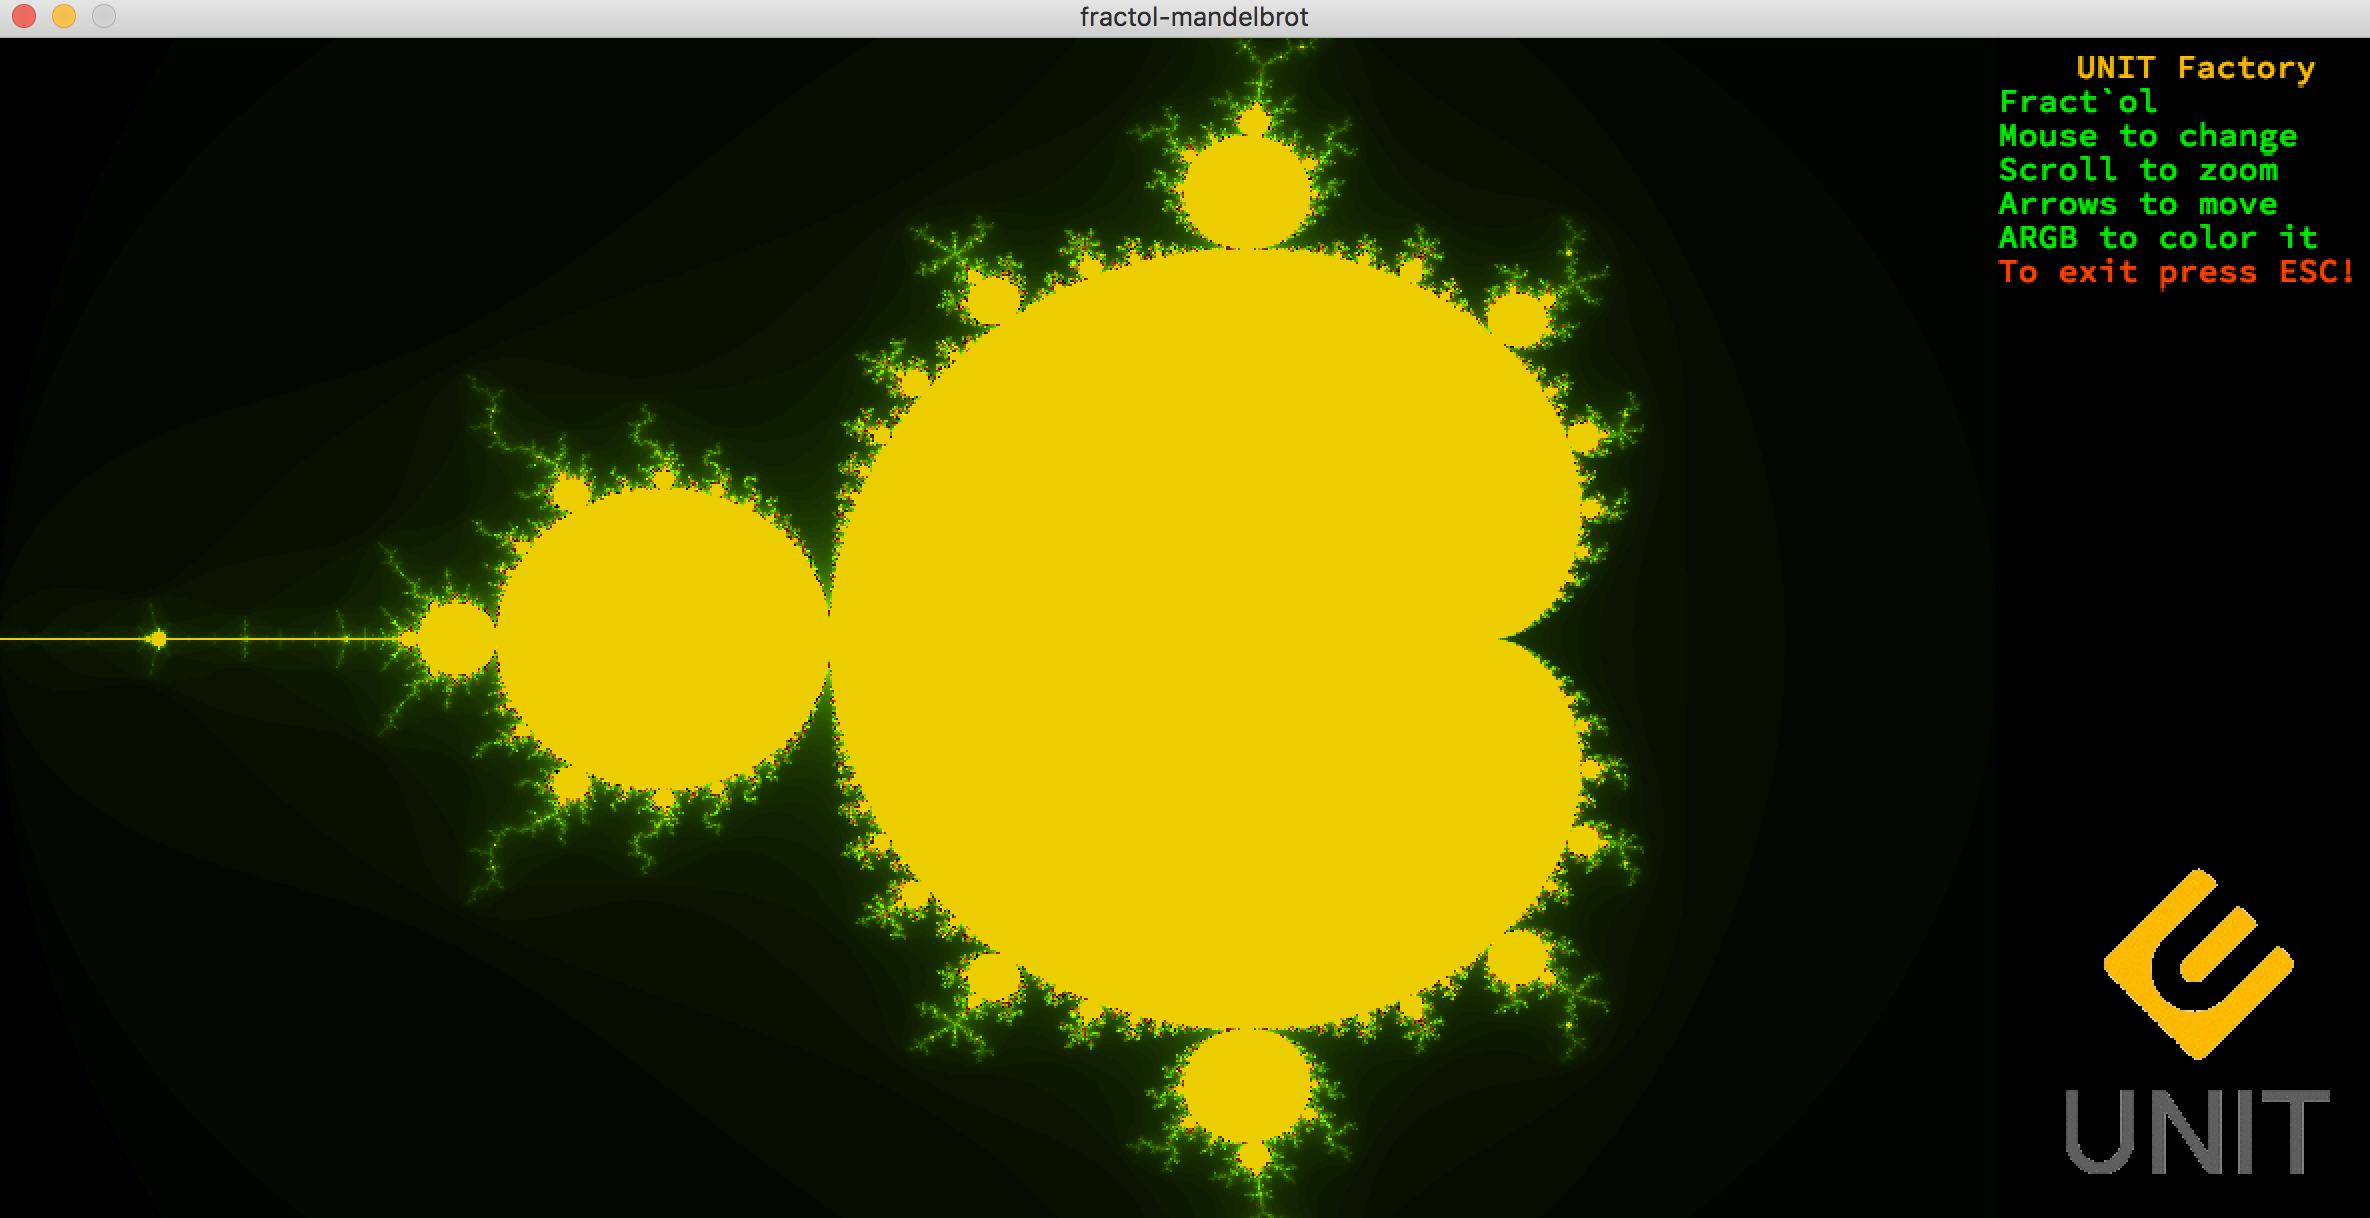 fractol-mandelbrot
UNIT Factory
Fract`ol
Mouse to change
Scroll to zoom
Arrows to move
ARGB to color it
To exit press ESC!
UNIT